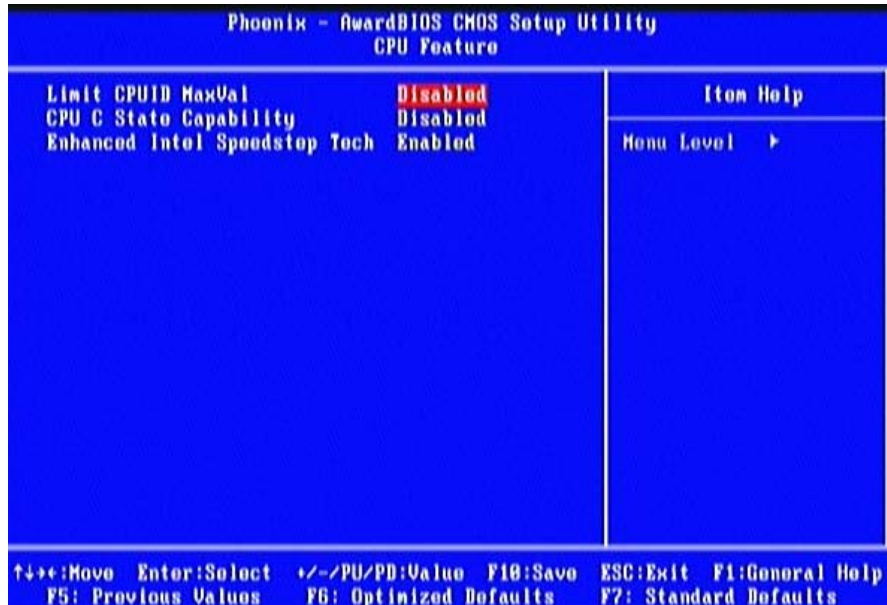 Phoenix - AwardBIOS CMOS Setup Utility
CPU Feature
Limit CPUID MaxVal Disabled
CPU C State Capability Disabled
Enhanced Intel Speedstep Tech Enabled
Item Help
Menu Level ►
↑↓→←:Move Enter:Select +/-/PU/PD:Value F10:Save ESC:Exit F1:General Help
F5: Previous Values F6: Optimized Defaults F7: Standard Defaults